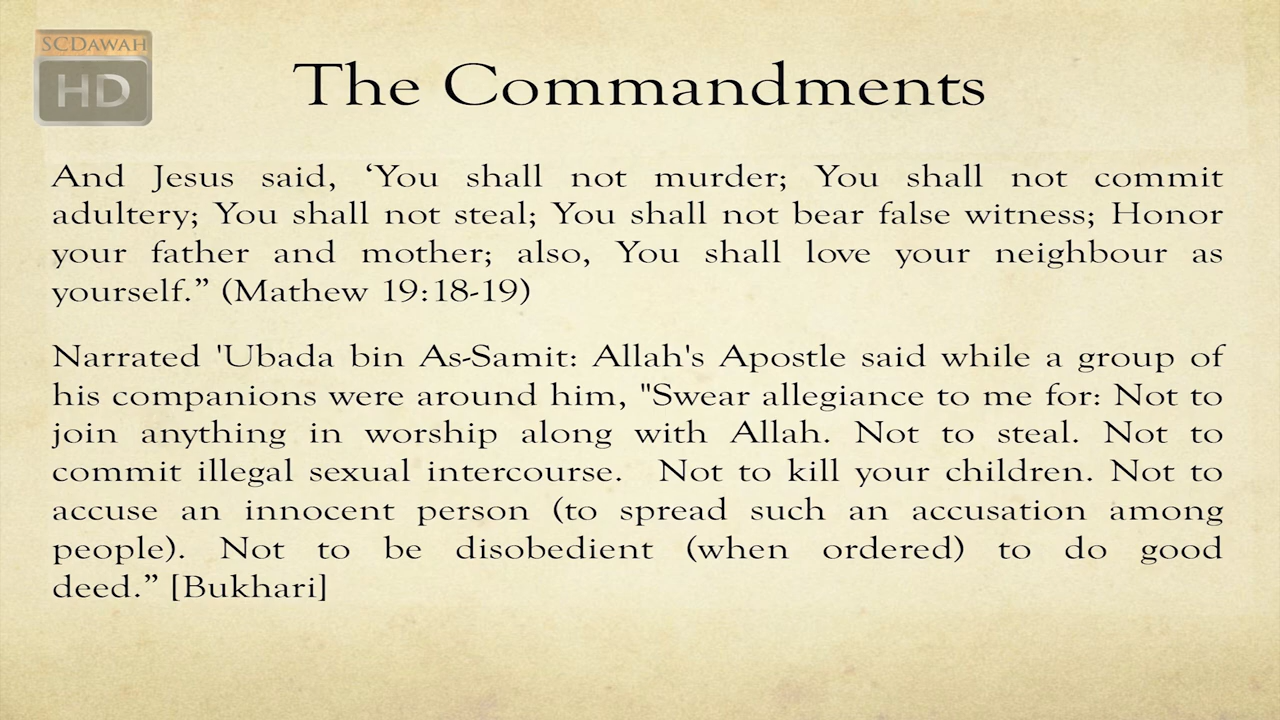 SCDAWAH
HD
The Commandments
And Jesus said, ‘You shall not murder; You shall not commit
adultery; You shall not steal; You shall not bear false witness; Honor
your father and mother; also, You shall love your neighbour as
yourself.” (Mathew 19:18-19)
Narrated 'Ubada bin As-Samit: Allah's Apostle said while a group of
his companions were around him, "Swear allegiance to me for: Not to
join anything in worship along with Allah. Not to steal. Not to
commit illegal sexual intercourse.  Not to kill your children. Not to
accuse an innocent person (to spread such an accusation among
people). Not to be disobedient (when ordered) to do good
deed.” [Bukhari]